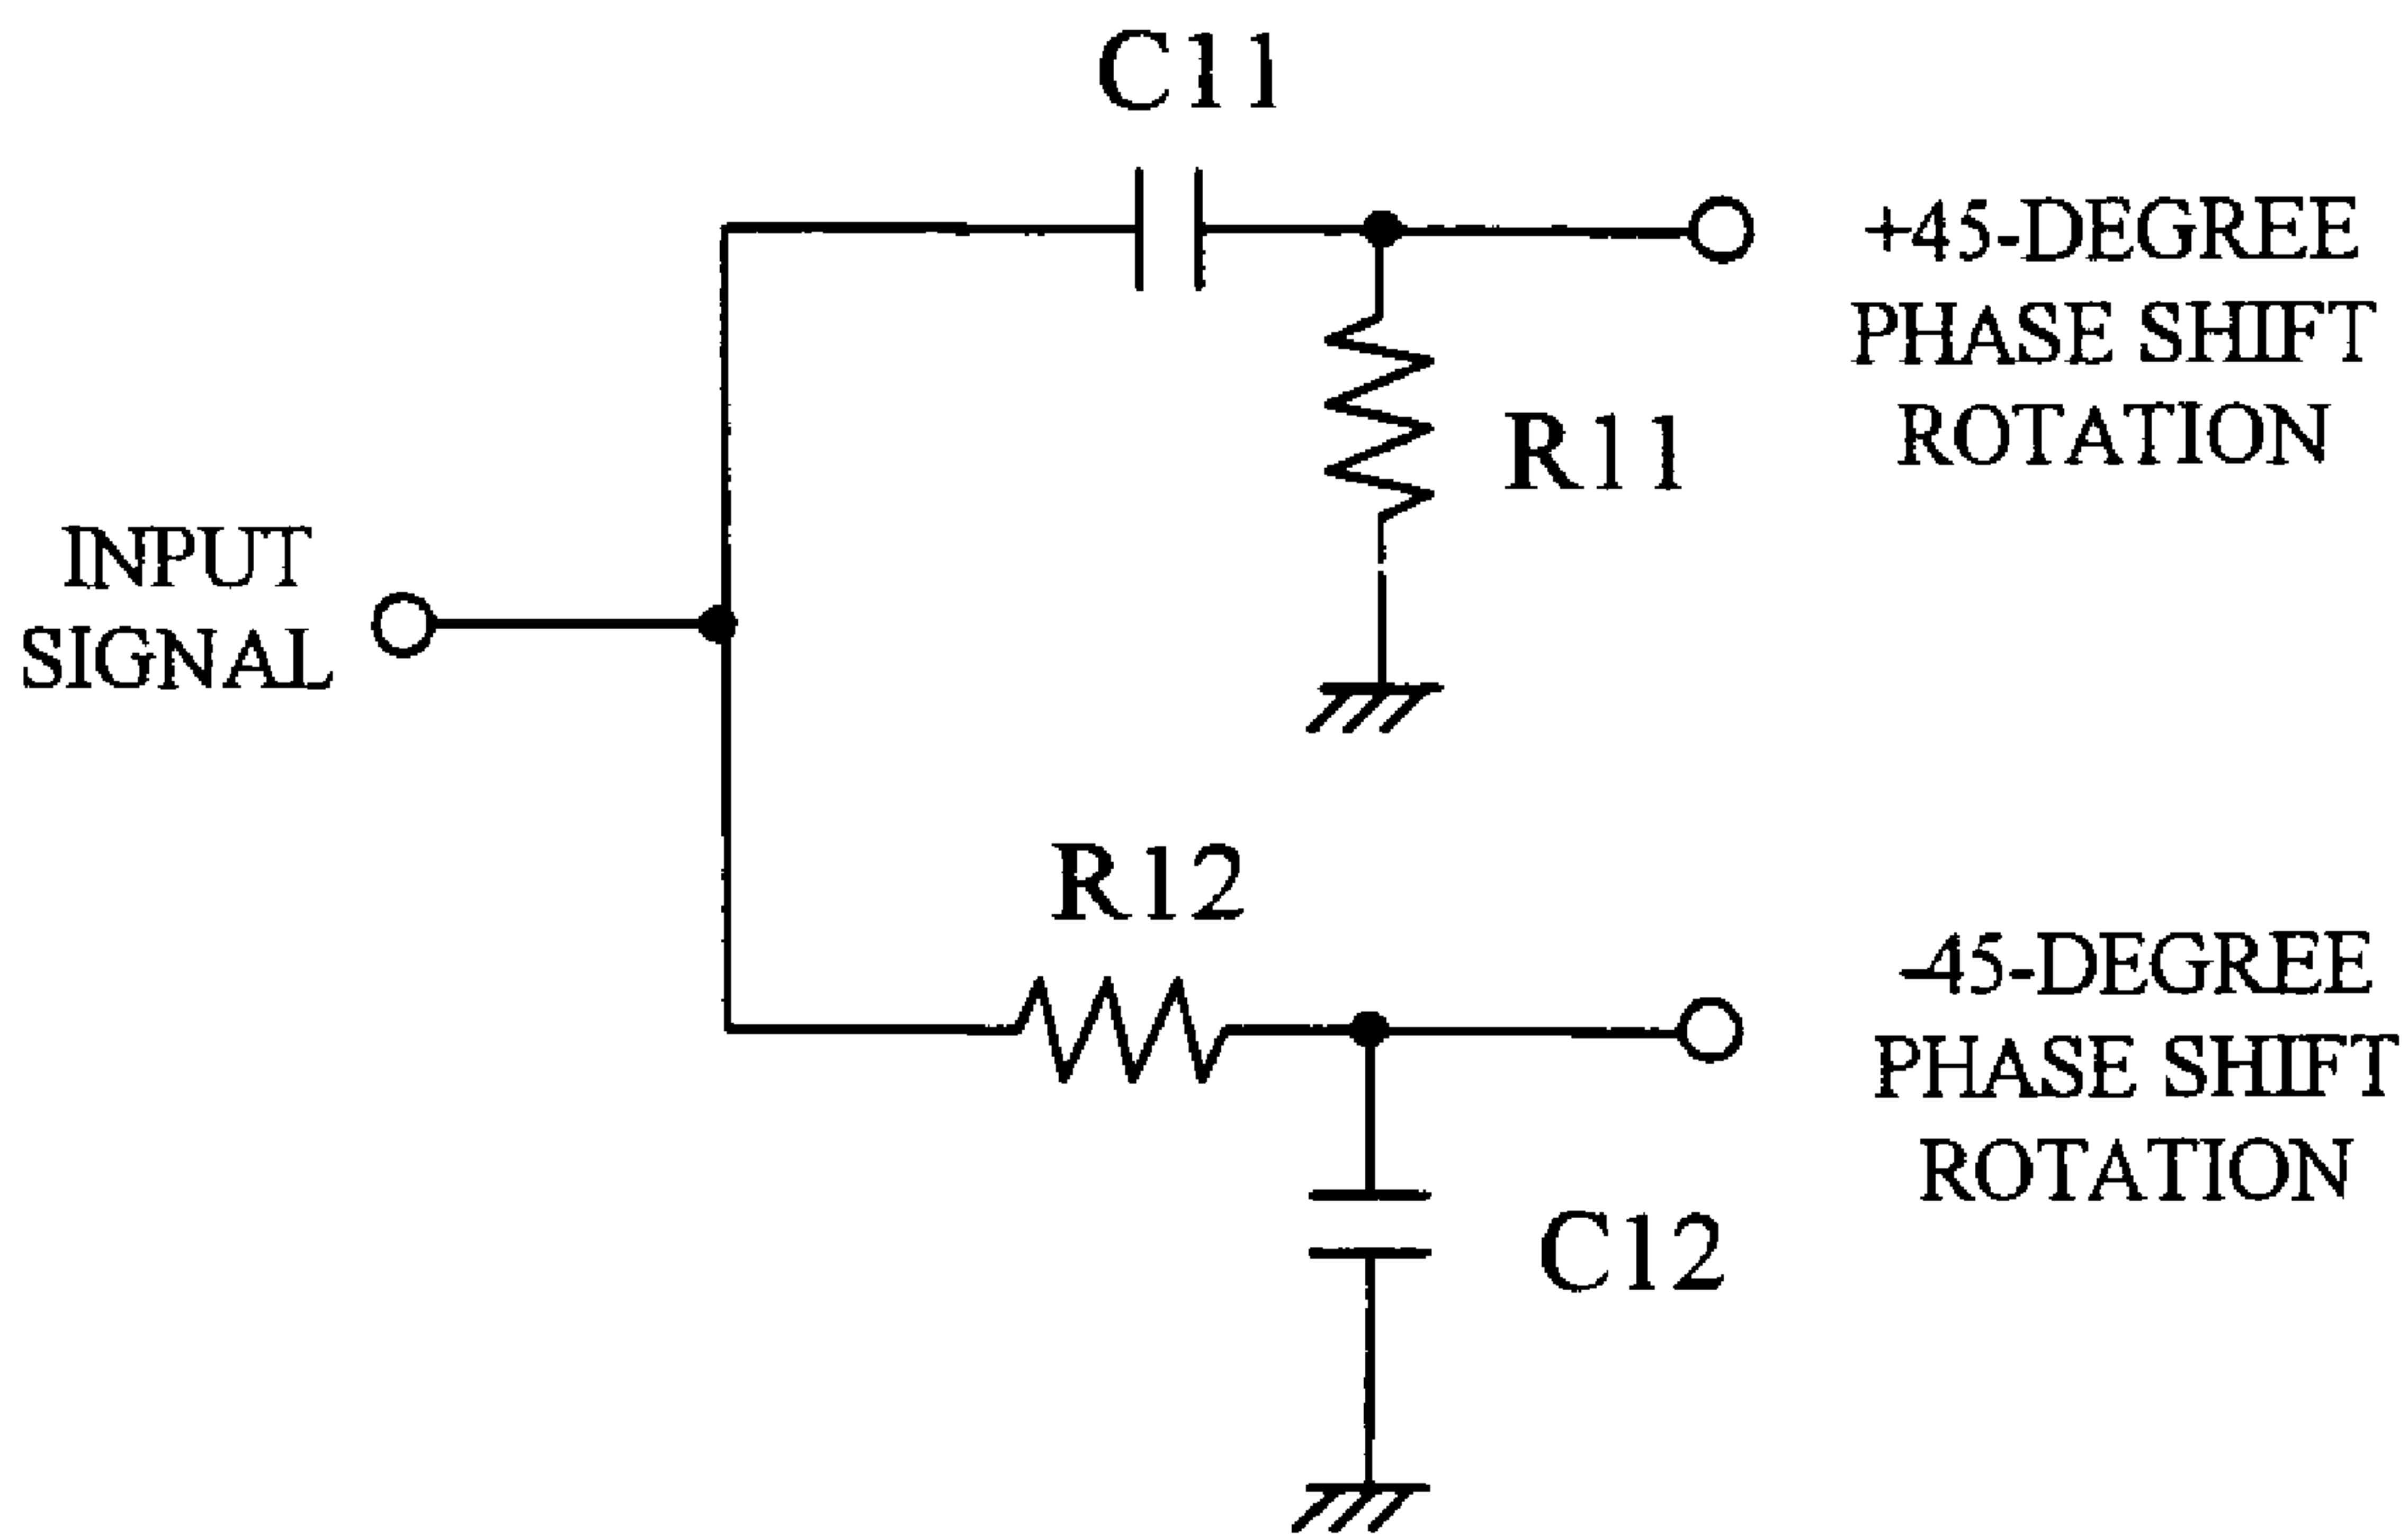 C11
+45-DEGREE
PHASE SHIFT
ROTATION
R11
INPUT
SIGNAL
R12
-45-DEGREE
PHASE SHIFT
ROTATION
C12